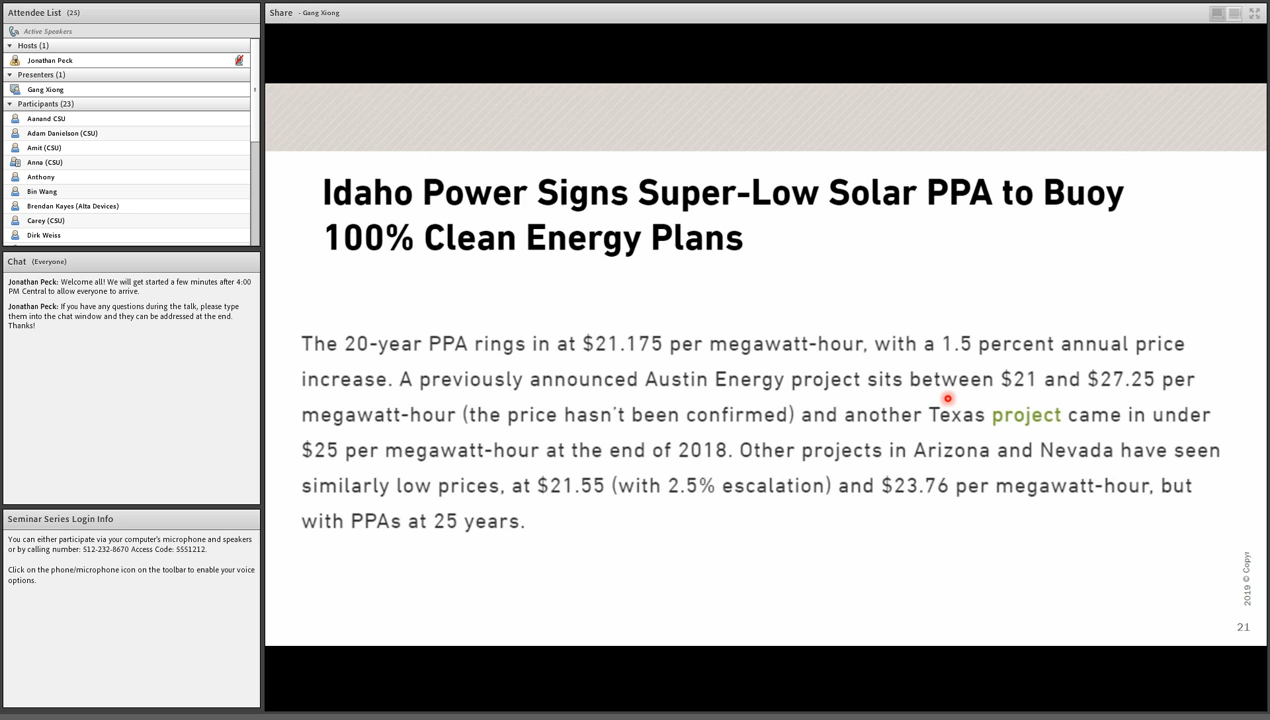 Attendee List (25)
Active Speakers
Hosts (1)
Jonathan Peck
Presenters (1)
Gang Xiong
Participants (23)
Aanand CSU
Adam Danielson (CSU)
Amit (CSU)
Anna (CSU)
Anthony
Bin Wang
Brendan Kayes (Alta Devices)
Carey (CSU)
Dirk Weiss
Chat (Everyone)
Jonathan Peck: Welcome all! We will get started a few minutes after 4:00
PM Central to allow everyone to arrive.
Jonathan Peck: If you have any questions during the talk, please type
them into the chat window and they can be addressed at the end.
Thanks!
Seminar Series Login Info
You can either participate via your computer's microphone and speakers
or by calling number: 512-232-8670 Access Code: 5551212.
Click on the phone/microphone icon on the toolbar to enable your voice
options.
Share - Gang Xiong
Idaho Power Signs Super-Low Solar PPA to Buoy
100% Clean Energy Plans
The 20-year PPA rings in at $21.175 per megawatt-hour, with a 1.5 percent annual price
increase. A previously announced Austin Energy project sits between $21 and $27.25 per
megawatt-hour (the price hasn't been confirmed) and another Texas project came in under
$25 per megawatt-hour at the end of 2018. Other projects in Arizona and Nevada have seen
similarly low prices, at $21.55 (with 2.5% escalation) and $23.76 per megawatt-hour, but
with PPAs at 25 years.
2019 © Copyr
21